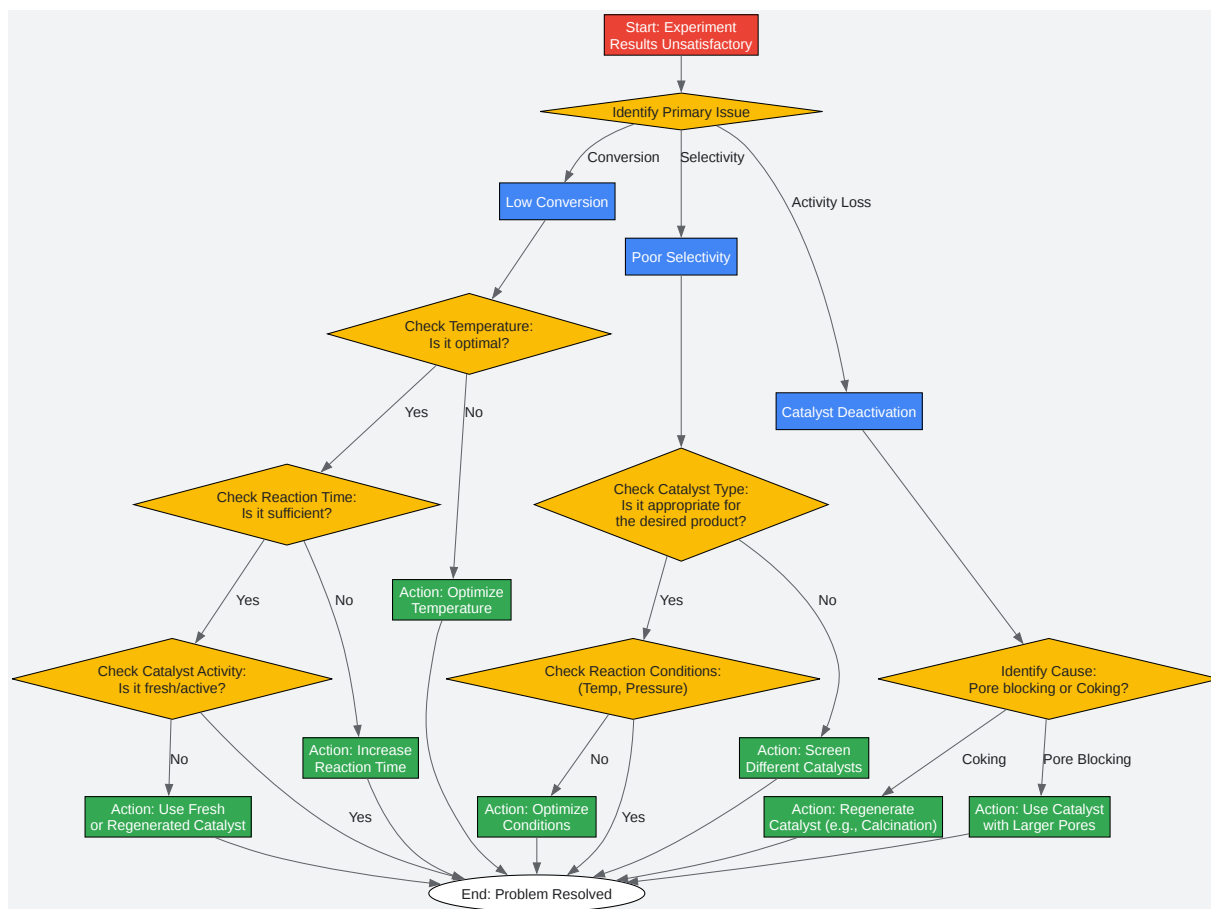 Start: Experiment
Results Unsatisfactory
Identify Primary Issue
Conversion
Selectivity
Activity Loss
Low Conversion
Poor Selectivity
Check Temperature:
Is it optimal?
Yes
No
Catalyst Deactivation
Check Reaction Time:
Is it sufficient?
Check Catalyst Type:
Is it appropriate for
the desired product?
Yes
No
Action: Optimize
Temperature
Yes
No
Check Catalyst Activity:
Is it fresh/active?
Check Reaction Conditions:
(Temp, Pressure)
Identify Cause:
Pore blocking or Coking?
No
Action: Increase
Reaction Time
No
Action: Screen
Different Catalysts
Coking
Pore Blocking
Action: Use Fresh
or Regenerated Catalyst
Yes
Action: Optimize
Conditions
Yes
Action: Regenerate
Catalyst (e.g., Calcination)
Action: Use Catalyst
with Larger Pores
End: Problem Resolved